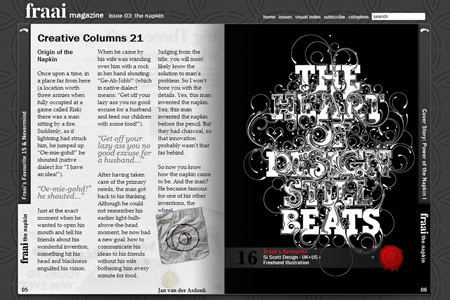 fraai magazine issue 03: the napkin
home issues visual index subscribe colophon search
Creative Columns 21
Origin of the
Napkin
Once upon a time, in
a place far from here
(a location worth
three armies when
fully occupied at a
game called Risk)
there was a man
sitting by a fire.
Suddenly, as if
lightning had struck
him, he jumped up.
"Oe-mie-gohd!" he
shouted (native
dialect for "I have
an idea!").
"Oe-mie-gohd!"
he shouted..."
Just at the exact
moment when he
wanted to open his
mouth and tell his
friends about his
wonderful invention,
something hit his
head and blackness
engulfed his vision.
When he came by
his wife was standing
over him with a rock
in her hand shouting:
(which in
native dialect
means: "Get off your
lazy ass you no good
excuse for a husband
and feed our children
with some food!").
"Get off your
lazy ass you no
good excuse for
a husband..."
After having taken
care of the primary
needs, the man got
back to his thinking.
Although he could
not remember his
earlier light-bulb-
above-the-head
moment, he now had
a new goal: how to
communicate his
ideas to his friends
without his wife
bothering him every
minute for food.
Judging from the
title, you will most
likely know the
solution to man's
problem. So I won't
bore you with the
details. Yes, this man
invented the napkin.
Yes, this man
invented the napkin
before the pencil. But
they had charcoal, so
that innovation
probably wasn't that
far behind.
So now you know
how the napkin came
to be. And the man?
He became famous
for one of his other
inventions, the
wheel.
Jan van der Asdonk
05
Fraai's Favourite 15 & Nevermind
fraai the napkin
THE
HEART
OF
DESIGN
STILL
BEATS
16
Fraai's favourite
Si Scott Design - UK+US
Freehand Illustration
Cover Story: Power of the Napkin
fraai the napkin
06